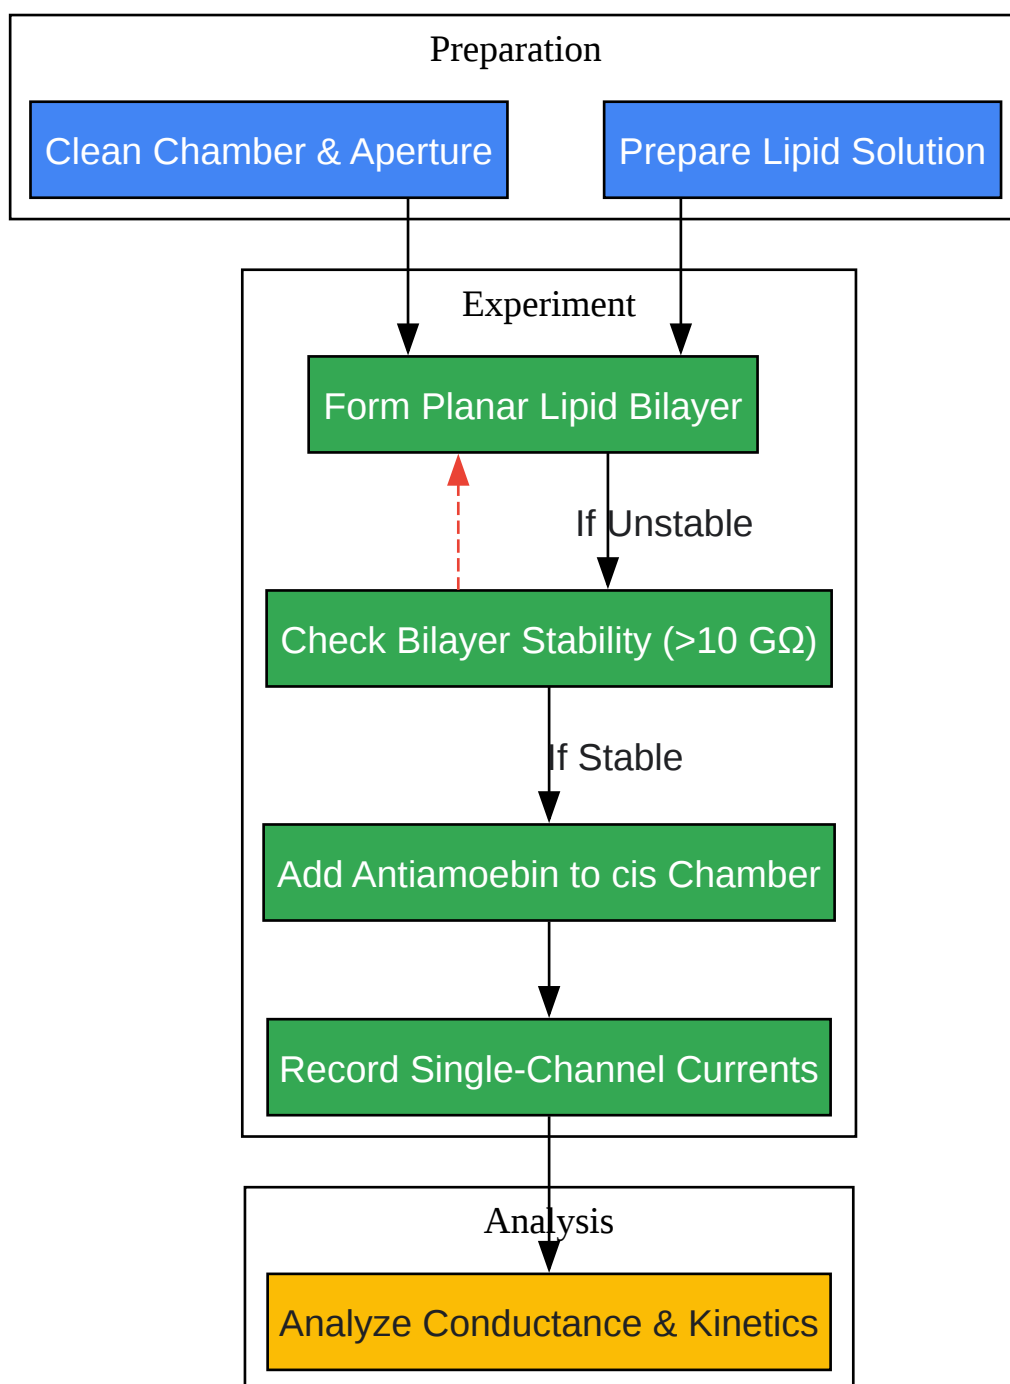 Preparation
Clean Chamber & Aperture
Prepare Lipid Solution
Experiment
Form Planar Lipid Bilayer
If Unstable
Check Bilayer Stability (>10 GΩ)
If Stable
Add Antiamoebin to cis Chamber
Record Single-Channel Currents
Analysis
Analyze Conductance & Kinetics